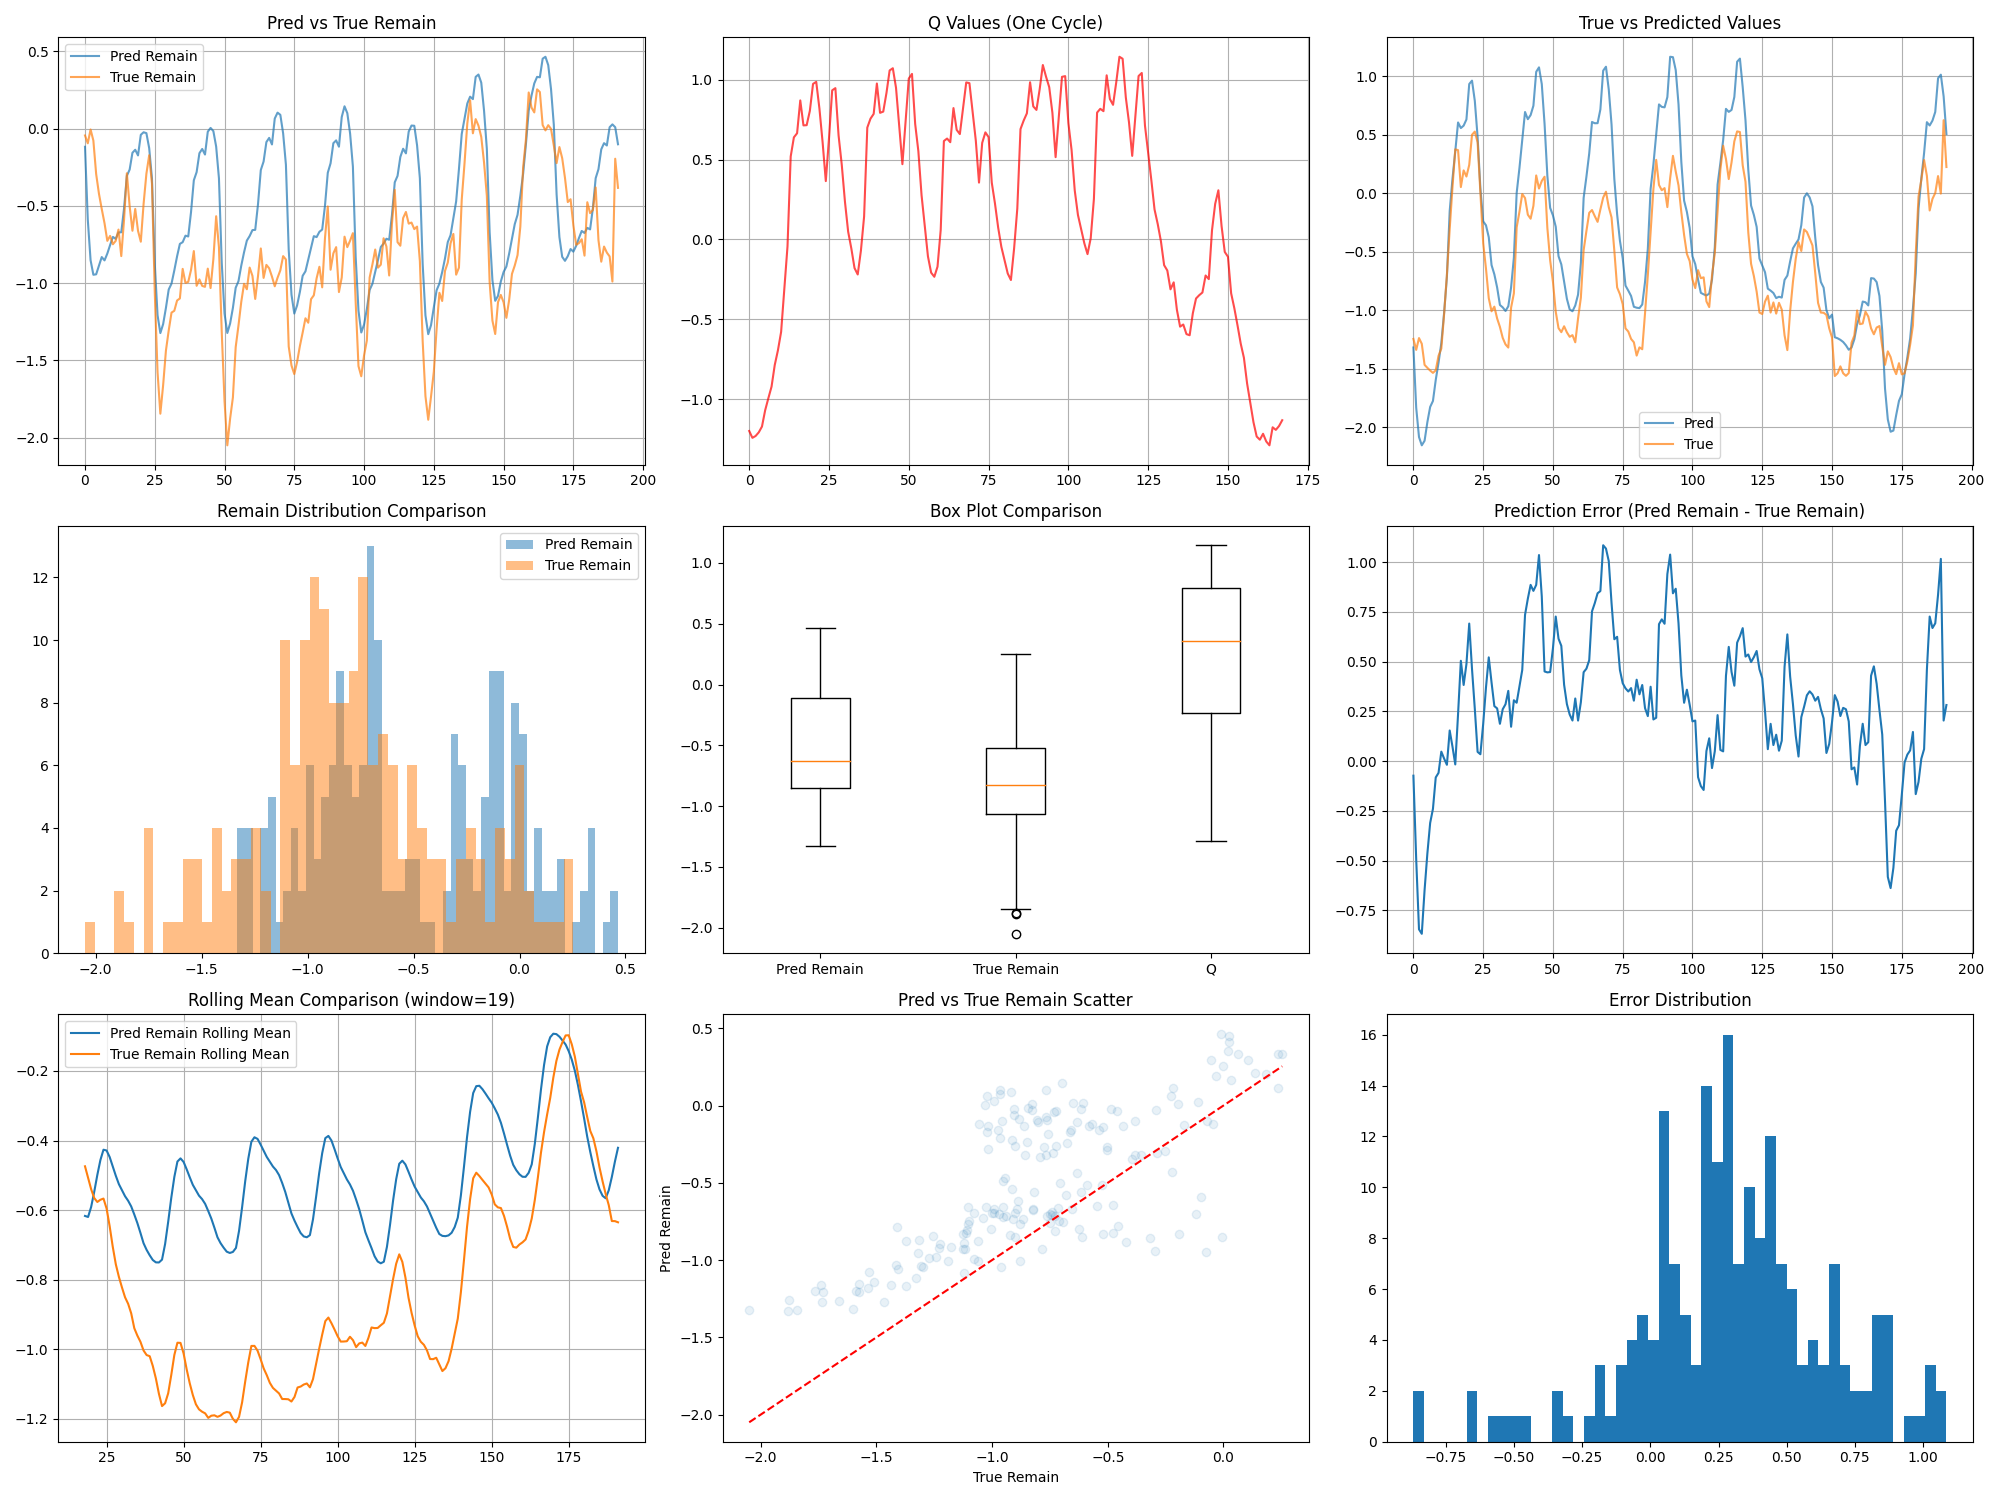 Pred vs True Remain
Pred Remain
True Remain
0.5
0.0
−0.5
−1.0
−1.5
−2.0
0 25 50 75 100 125 150 175 200
Q Values (One Cycle)
1.0
0.5
0.0
−0.5
−1.0
0 25 50 75 100 125 150 175
True vs Predicted Values
1.0
0.5
0.0
−0.5
−1.0
−1.5
−2.0
Pred
True
0 25 50 75 100 125 150 175 200
Remain Distribution Comparison
Pred Remain
True Remain
12
10
8
6
4
2
0
−2.0 −1.5 −1.0 −0.5 0.0 0.5
Box Plot Comparison
1.0
0.5
0.0
−0.5
−1.0
−1.5
−2.0
Pred Remain True Remain Q
Prediction Error (Pred Remain - True Remain)
1.00
0.75
0.50
0.25
0.00
−0.25
−0.50
−0.75
0 25 50 75 100 125 150 175 200
Rolling Mean Comparison (window=19)
Pred Remain Rolling Mean
True Remain Rolling Mean
−0.2
−0.4
−0.6
−0.8
−1.0
−1.2
25 50 75 100 125 150 175
Pred vs True Remain Scatter
Pred Remain
0.5
0.0
−0.5
−1.0
−1.5
−2.0
−2.0 −1.5 −1.0 −0.5 0.0
True Remain
Error Distribution
16
14
12
10
8
6
4
2
0
−0.75 −0.50 −0.25 0.00 0.25 0.50 0.75 1.00